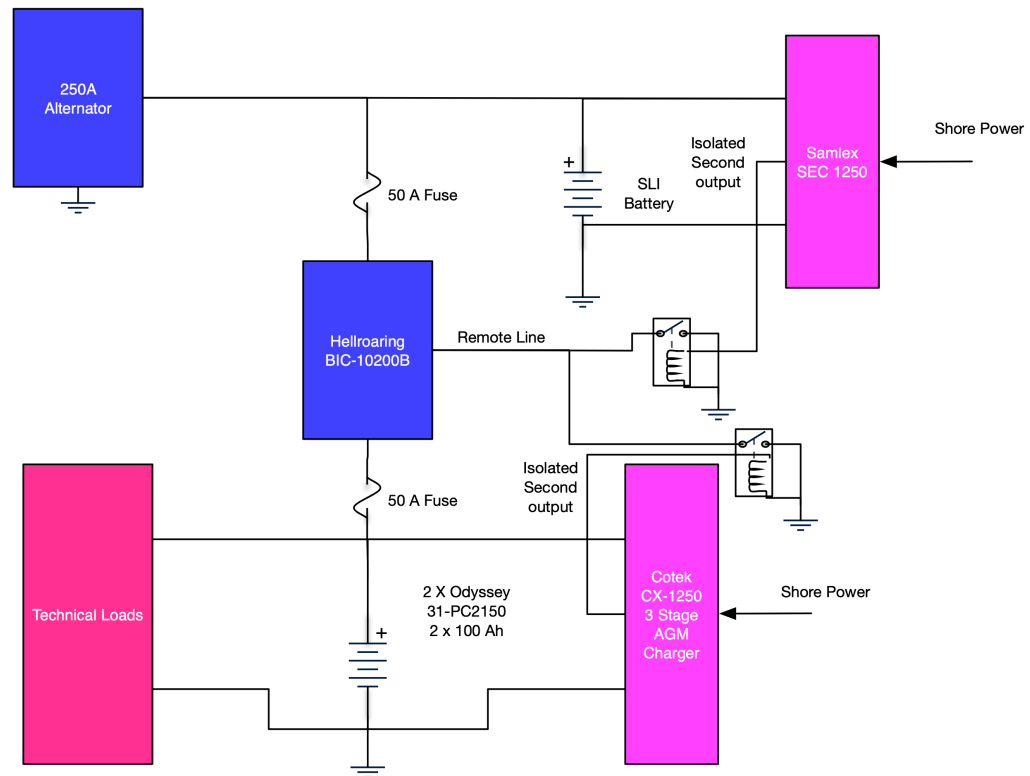 250A
Alternator
Shore Power
Isolated
Second
output
Samlex
SEC 1250
+
SLI
Battery
50 A Fuse
Hellroaring
BIC-10200B
Remote Line
Isolated
Second
output
50 A Fuse
Technical Loads
2 X Odyssey
31-PC2150
2 x 100 Ah
+
Cotek
CX-1250
3 Stage
AGM
Charger
Shore Power